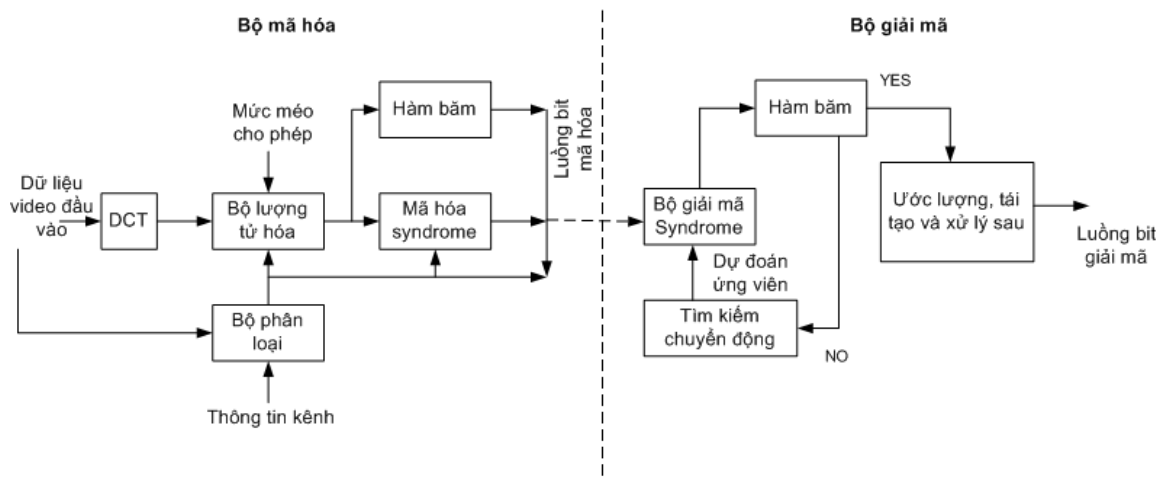 Bộ mã hóa
Bộ giải mã
Hàm băm
Mức méo
cho phép
Luồng bit
mã hóa
Dữ liệu
video đầu
vào
DCT
Bộ lượng
tử hóa
Mã hóa
syndrome
Bộ phân
loại
Thông tin kênh
Hàm băm
YES
Bộ giải mã
Syndrome
Ước lượng, tái
tạo và xử lý sau
Luồng bit
giải mã
Dự đoán
ứng viên
Tìm kiếm
chuyển động
NO